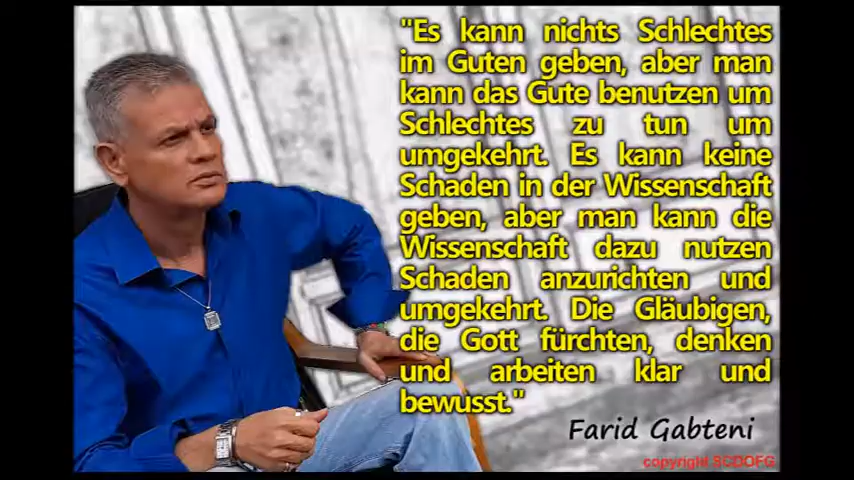 "Es kann nichts Schlechtes
im Guten geben, aber man
kann das Gute benutzen um
Schlechtes zu tun um
umgekehrt. Es kann keine
Schaden in der Wissenschaft
geben, aber man kann die
Wissenschaft dazu nutzen
Schaden anzurichten und
umgekehrt. Die Gläubigen,
die Gott fürchten, denken
und arbeiten klar und
bewusst."
Farid Gabteni
copyright SCDOFG